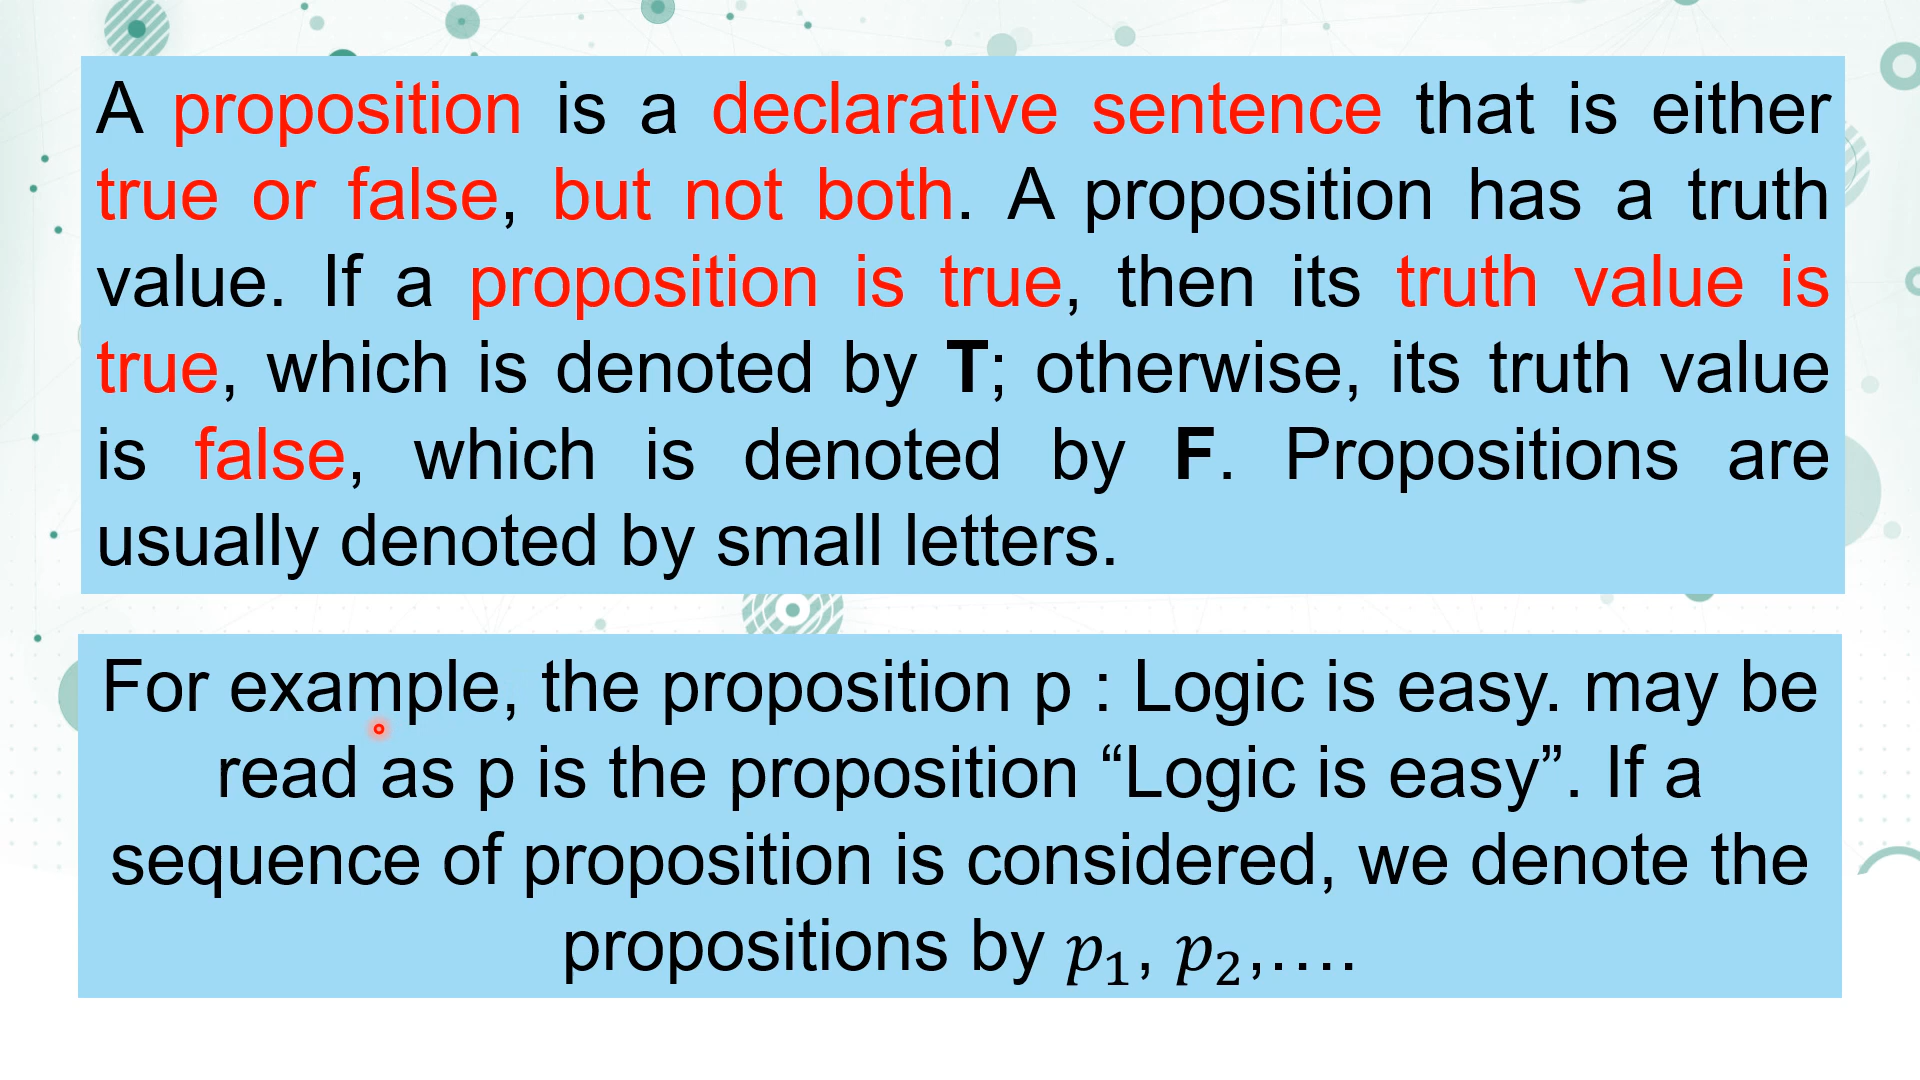 A proposition is a declarative sentence that is either
true or false, but not both. A proposition has a truth
value. If a proposition is true, then its truth value is
true, which is denoted by T; otherwise, its truth value
is false, which is denoted by F. Propositions are
usually denoted by small letters.
For example, the proposition p : Logic is easy. may be
read as p is the proposition “Logic is easy”. If a
sequence of proposition is considered, we denote the
propositions by 𝑝₁, 𝑝₂,….